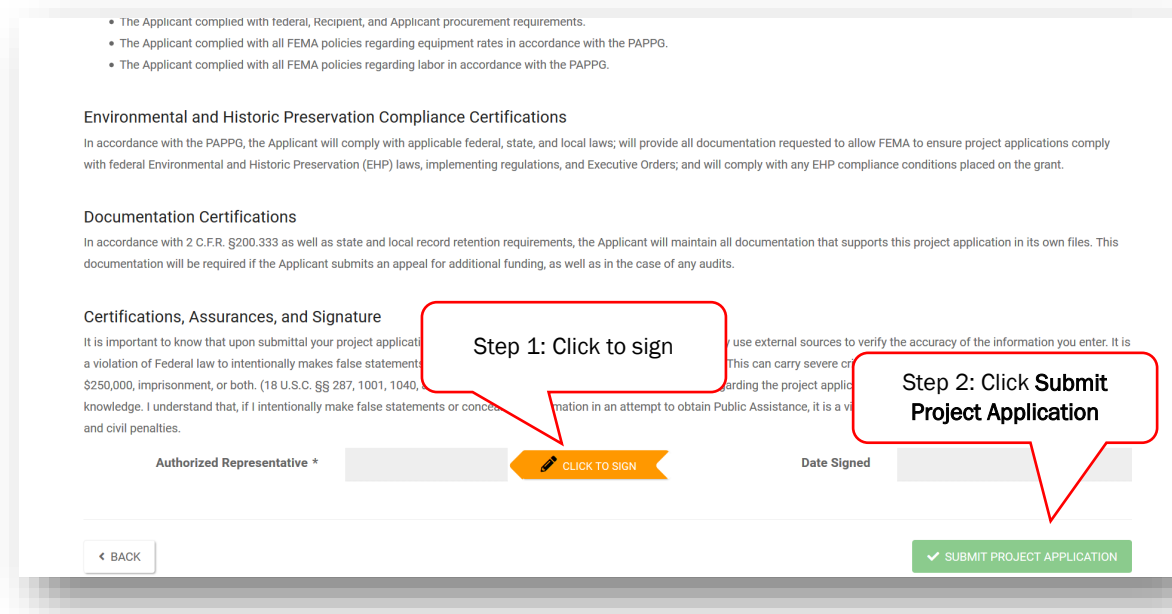 • The Applicant complied with federal, Recipient, and Applicant procurement requirements.
• The Applicant complied with all FEMA policies regarding equipment rates in accordance with the PAPPG.
• The Applicant complied with all FEMA policies regarding labor in accordance with the PAPPG.
Environmental and Historic Preservation Compliance Certifications
In accordance with the PAPPG, the Applicant will comply with applicable federal, state, and local laws; will provide all documentation requested to allow FEMA to ensure project applications comply
with federal Environmental and Historic Preservation (EHP) laws, implementing regulations, and Executive Orders; and will comply with any EHP compliance conditions placed on the grant.
Documentation Certifications
In accordance with 2 C.F.R. §200.333 as well as state and local record retention requirements, the Applicant will maintain all documentation that supports this project application in its own files. This
documentation will be required if the Applicant submits an appeal for additional funding, as well as in the case of any audits.
Certifications, Assurances, and Signature
It is important to know that upon submittal your project applicati use external sources to verify the accuracy of the information you enter. It is
a violation of Federal law to intentionally makes false statements This can carry severe cri
$250,000, imprisonment, or both. (18 U.S.C. §§ 287, 1001, 1040, garding the project applic
knowledge. I understand that, if I intentionally make false statements or concea mation in an attempt to obtain Public Assistance, it is a vi
and civil penalties.
Step 1: Click to sign
Step 2: Click Submit
Project Application
Authorized Representative *
CLICK TO SIGN
Date Signed
BACK
SUBMIT PROJECT APPLICATION